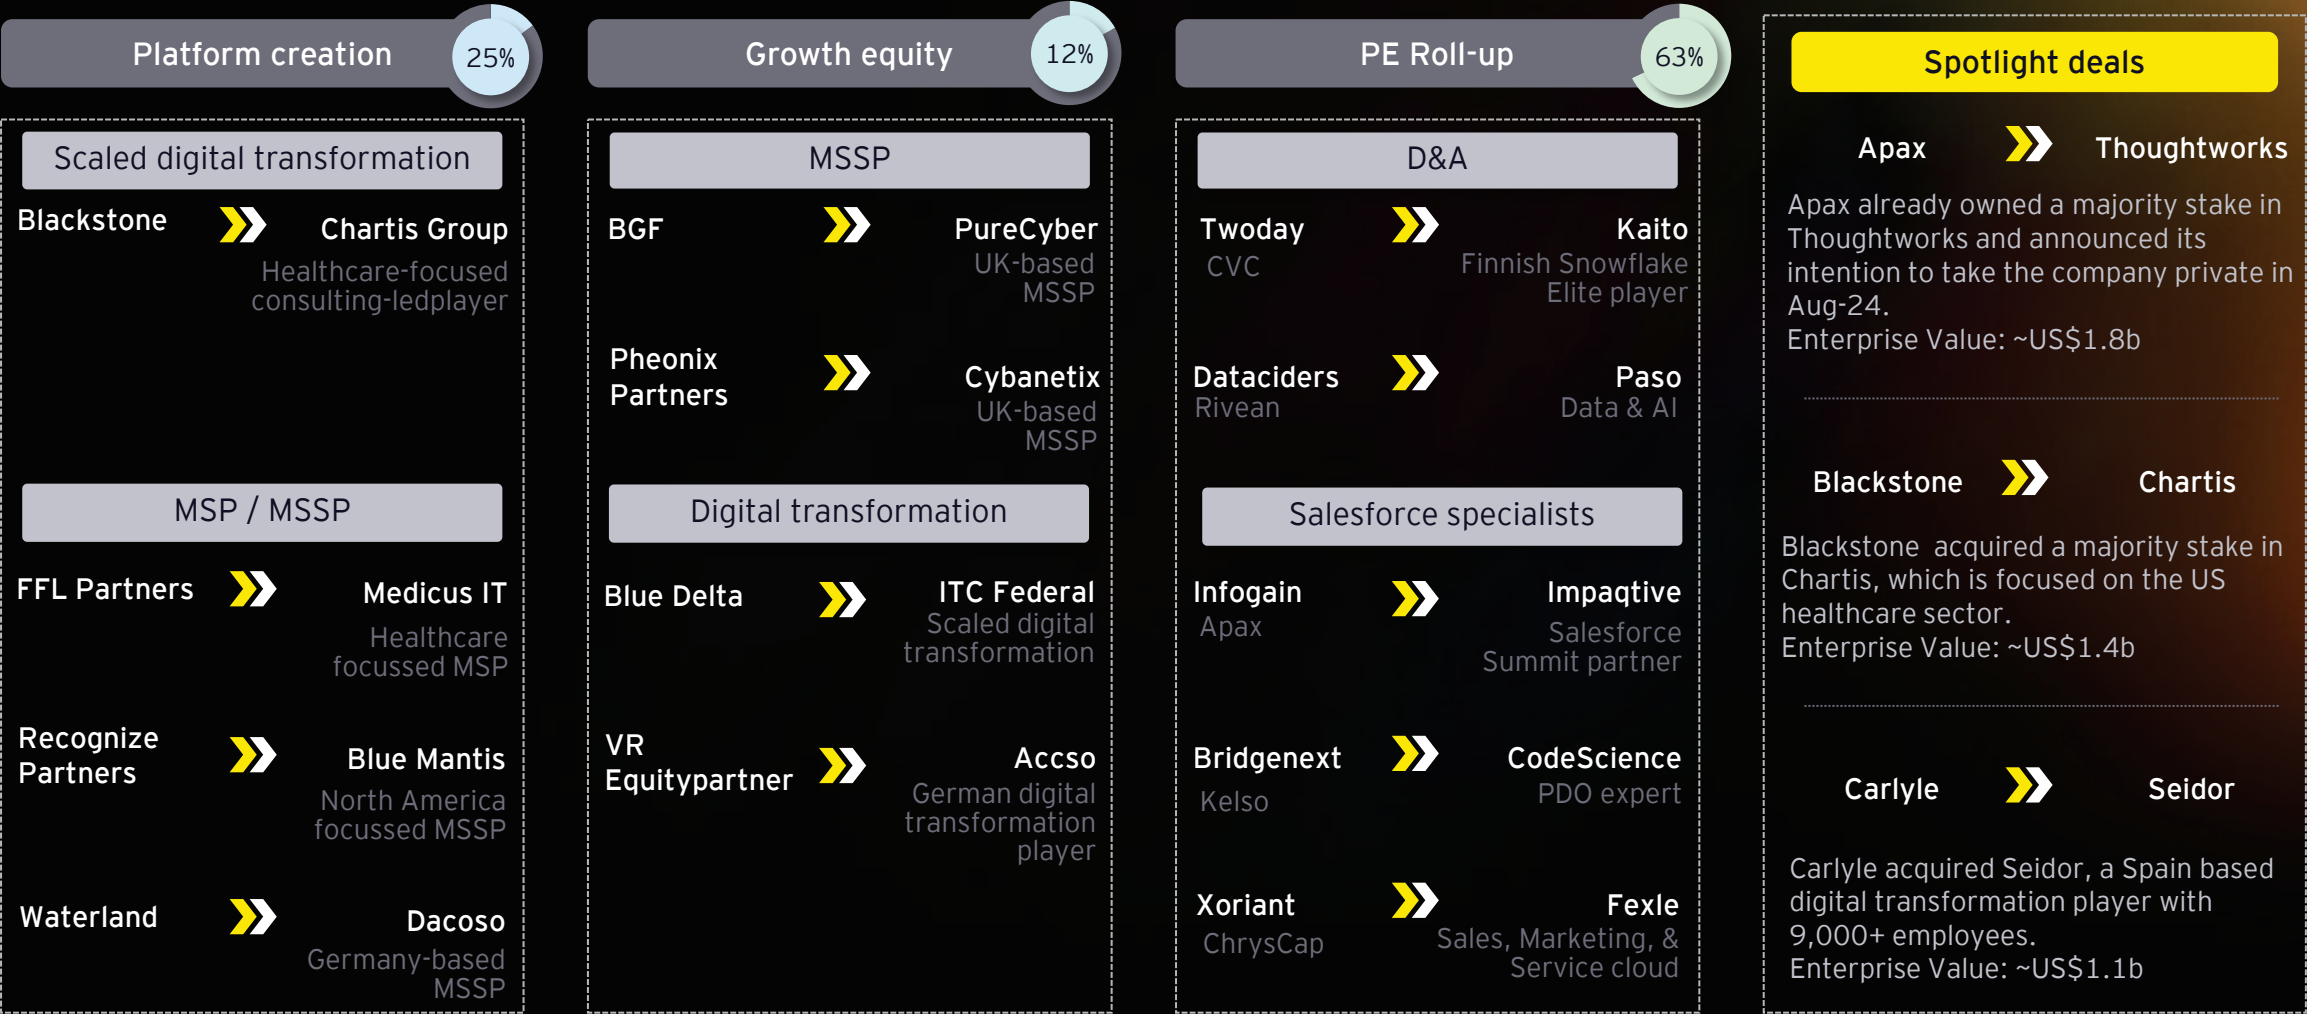 Platform creation
25%
Scaled digital transformation
Blackstone
Chartis Group
Healthcare-focused
consulting-ledplayer
MSP / MSSP
FFL Partners
Medicus IT
Healthcare
focussed MSP
Recognize
Partners
Blue Mantis
North America
focussed MSSP
Waterland
Dacoso
Germany-based
MSSP
Growth equity
12%
MSSP
BGF
PureCyber
UK-based
MSSP
Pheonix
Partners
Cybanetix
UK-based
MSSP
Digital transformation
Blue Delta
ITC Federal
Scaled digital
transformation
VR
Equitypartner
Accso
German digital
transformation
player
PE Roll-up
63%
D&A
Twoday
CVC
Kaito
Finnish Snowflake
Elite player
Dataciders
Rivean
Paso
Data & AI
Salesforce specialists
Infogain
Apax
Impaqtive
Salesforce
Summit partner
Bridgenext
Kelso
CodeScience
PDO expert
Xoriant
ChrysCap
Fexle
Sales, Marketing, &
Service cloud
Spotlight deals
Apax
Thoughtworks
Apax already owned a majority stake in
Thoughtworks and announced its
intention to take the company private in
Aug-24.
Enterprise Value: ~US$1.8b
Blackstone
Chartis
Blackstone acquired a majority stake in
Chartis, which is focused on the US
healthcare sector.
Enterprise Value: ~US$1.4b
Carlyle
Seidor
Carlyle acquired Seidor, a Spain based
digital transformation player with
9,000+ employees.
Enterprise Value: ~US$1.1b